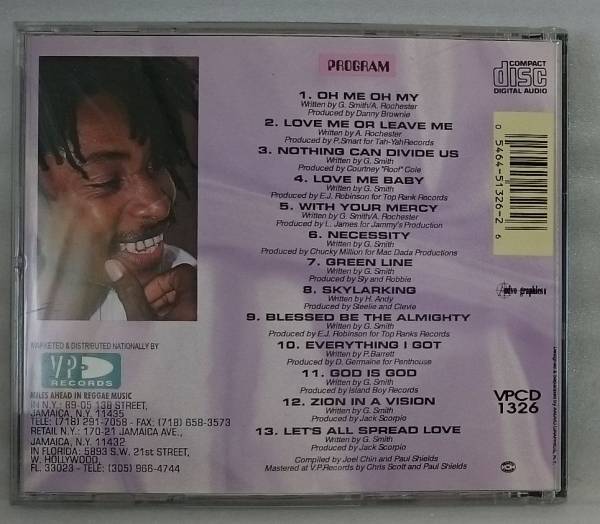 PROGRAM
COMPACT
disc
DIGITAL AUDIO
1. OH ME OH MY
Written by G. Smith/A. Rochester
Produced by Danny Brownie
2. LOVE ME OR LEAVE ME
Written by A. Rochester
Produced by P.Smart for Tah-YahRecords
3. NOTHING CAN DIVIDE US
Written by G. Smith
Produced by Courtney "Roof" Cole
4. LOVE ME BABY
Written by G. Smith
Produced by E.J. Robinson for Top Rank Records
5. WITH YOUR MERCY
Written by G. Smith/A. Rochester
Produced by L. James for Jammy's Production
6. NECESSITY
Written by G. Smith
Produced by Chucky Million for Mac Dada Productions
7. GREEN LINE
Written by G. Smith
Produced by Sly and Robbie
8. SKYLARKING
Written by H. Andy
Produced by Steelie and Clevie
9. BLESSED BE THE ALMIGHTY
Written by G. Smith
Produced by E.J. Robinson for Top Ranks Records
10. EVERYTHING I GOT
Written by P.Barrett
Produced by D. Germaine for Penthouse
11. GOD IS GOD
Written by G. Smith
Produced by Island Boy Records
12. ZION IN A VISION
Written by G. Smith
Produced by Jack Scorpio
13. LET'S ALL SPREAD LOVE
Written by G. Smith
Produced by Jack Scorpio
Compiled by Joel Chin and Paul Shields
Mastered at V.P.Records by Chris Scott and Paul Shields
0 5464-51326-2 6
VPCD
1326
MARKETED & DISTRIBUTED NATIONALLY BY
VP
RECORDS
MILES AHEAD IN REGGAE MUSIC
IN N.Y.: 89-05 138 STREET,
JAMAICA, N.Y. 11435
TELE: (718) 291-7058 - FAX: (718) 658-3573
RETAIL N.Y.: 170-21 JAMAICA AVE.,
JAMAICA, N.Y. 11432
IN FLORIDA: 5893 S.W. 21st STREET,
W. HOLLYWOOD,
FL. 33023 - TELE: (305) 966-4744